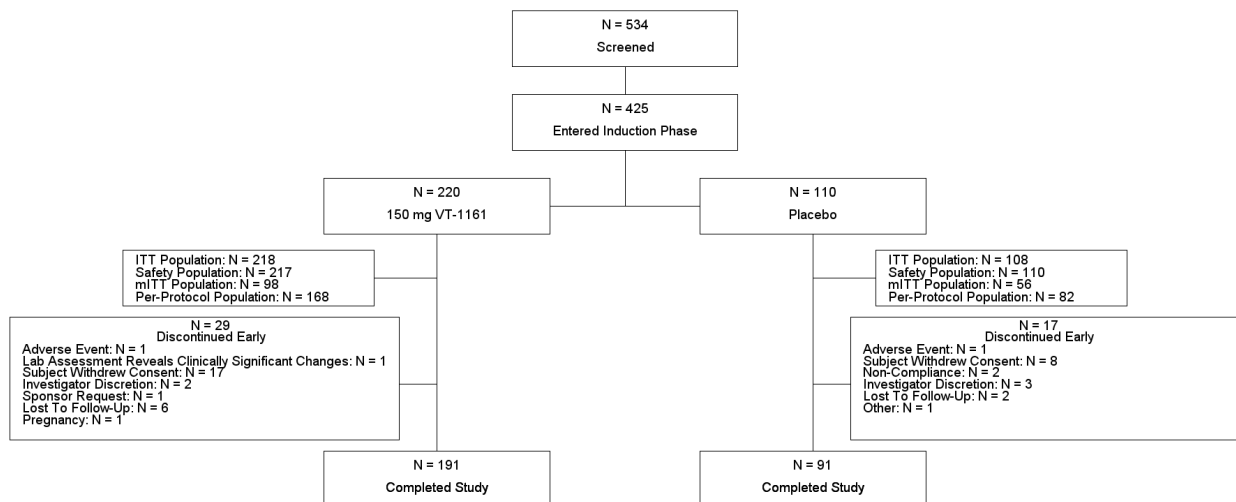 N = 534
Screened
N = 425
Entered Induction Phase
N = 220
150 mg VT-1161
N = 110
Placebo
ITT Population: N = 218
Safety Population: N = 217
mITT Population: N = 98
Per-Protocol Population: N = 168
ITT Population: N = 108
Safety Population: N = 110
mITT Population: N = 56
Per-Protocol Population: N = 82
N = 29
Discontinued Early
Adverse Event: N = 1
Lab Assessment Reveals Clinically Significant Changes: N = 1
Subject Withdrew Consent: N = 17
Investigator Discretion: N = 2
Sponsor Request: N = 1
Lost To Follow-Up: N = 6
Pregnancy: N = 1
N = 17
Discontinued Early
Adverse Event: N = 1
Subject Withdrew Consent: N = 8
Non-Compliance: N = 2
Investigator Discretion: N = 3
Lost To Follow-Up: N = 2
Other: N = 1
N = 191
Completed Study
N = 91
Completed Study